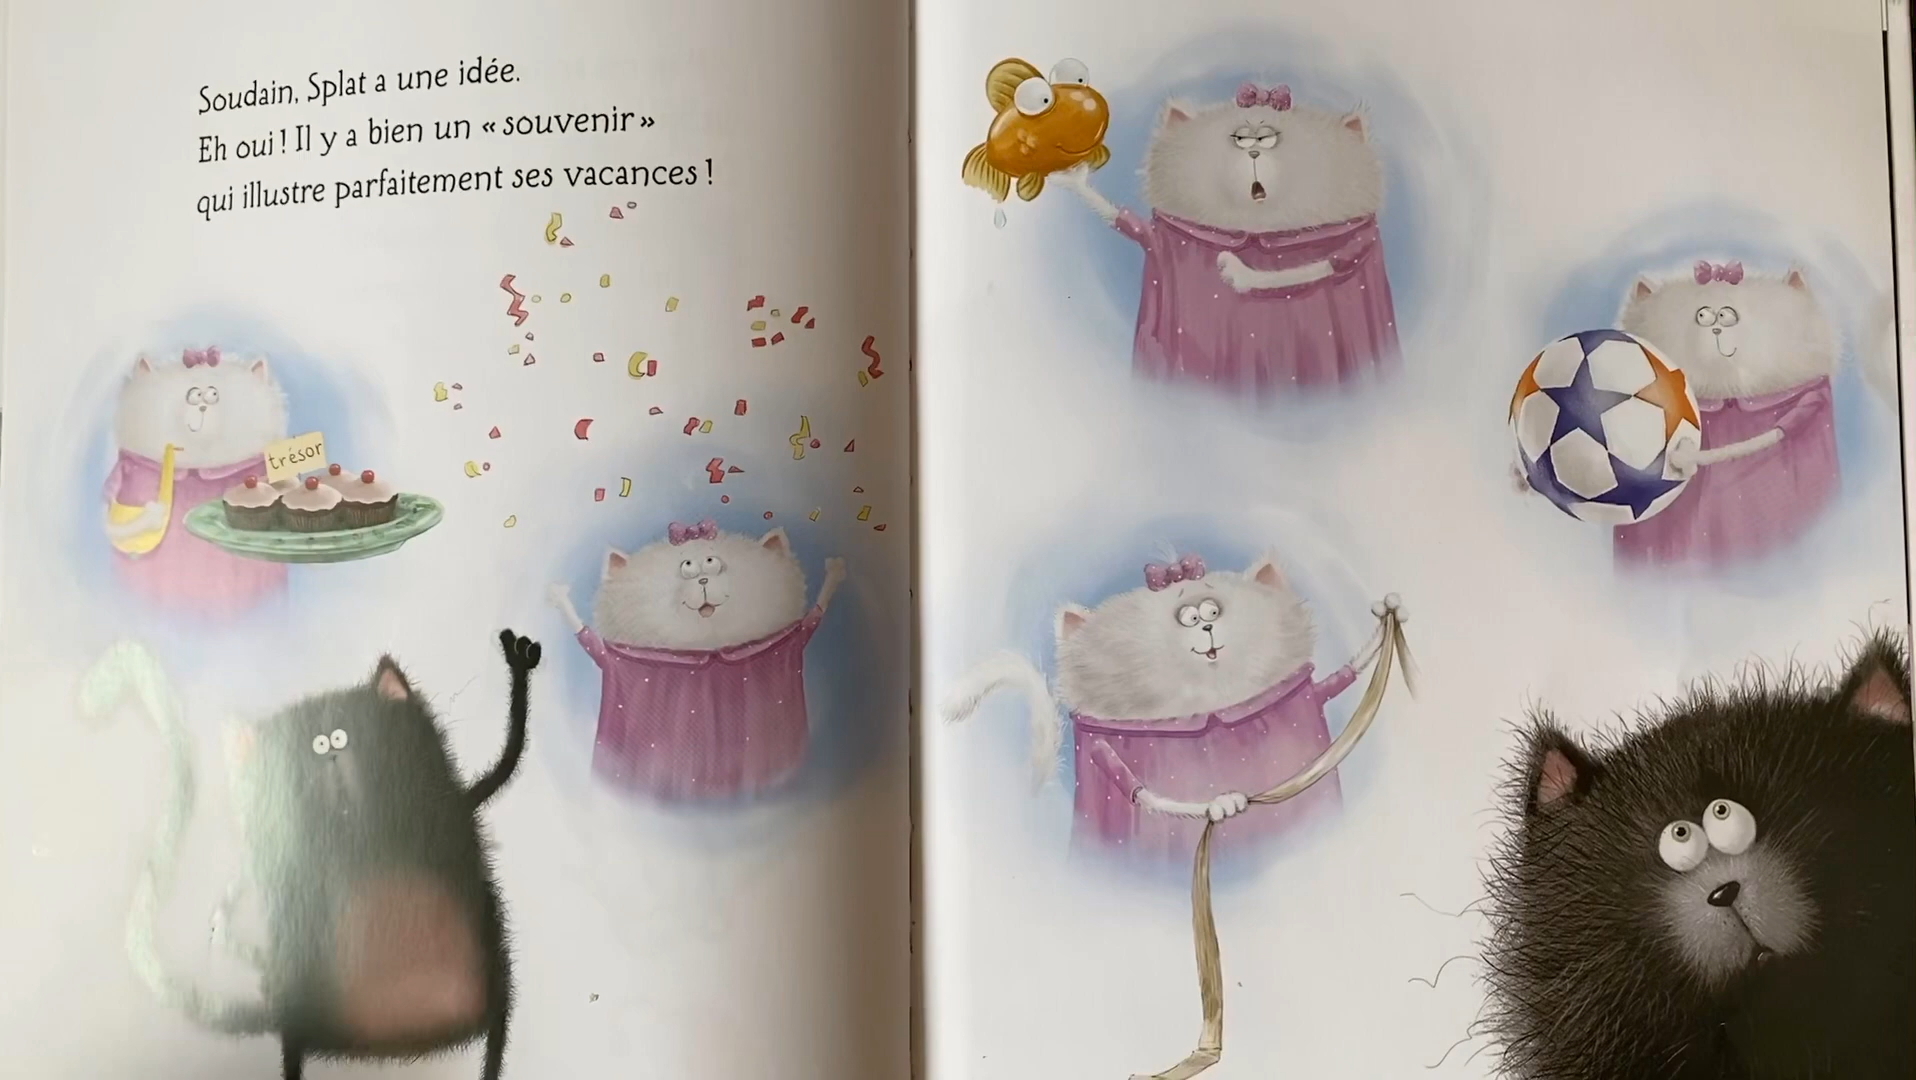 Soudain, Splat a une idée.
Eh oui ! Il y a bien un « souvenir »
qui illustre parfaitement ses vacances !
trésor